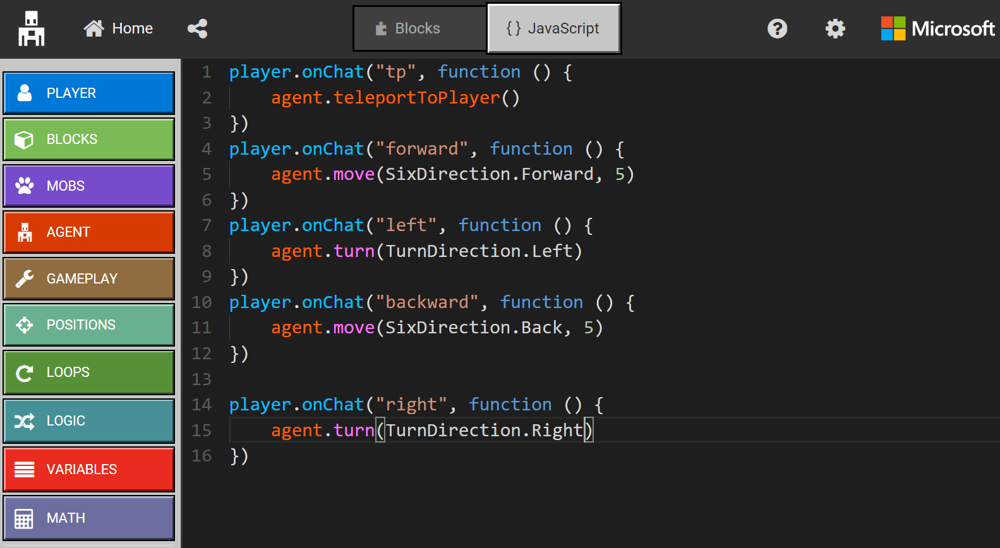 Home
Blocks
{ } JavaScript
Microsoft
PLAYER
BLOCKS
MOBS
AGENT
GAMEPLAY
POSITIONS
LOOPS
LOGIC
VARIABLES
MATH
1 player.onChat("tp", function () {
2     agent.teleportToPlayer()
3 })
4 player.onChat("forward", function () {
5     agent.move(SixDirection.Forward, 5)
6 })
7 player.onChat("left", function () {
8     agent.turn(TurnDirection.Left)
9 })
10 player.onChat("backward", function () {
11     agent.move(SixDirection.Back, 5)
12 })
13
14 player.onChat("right", function () {
15     agent.turn(TurnDirection.Right)
16 })